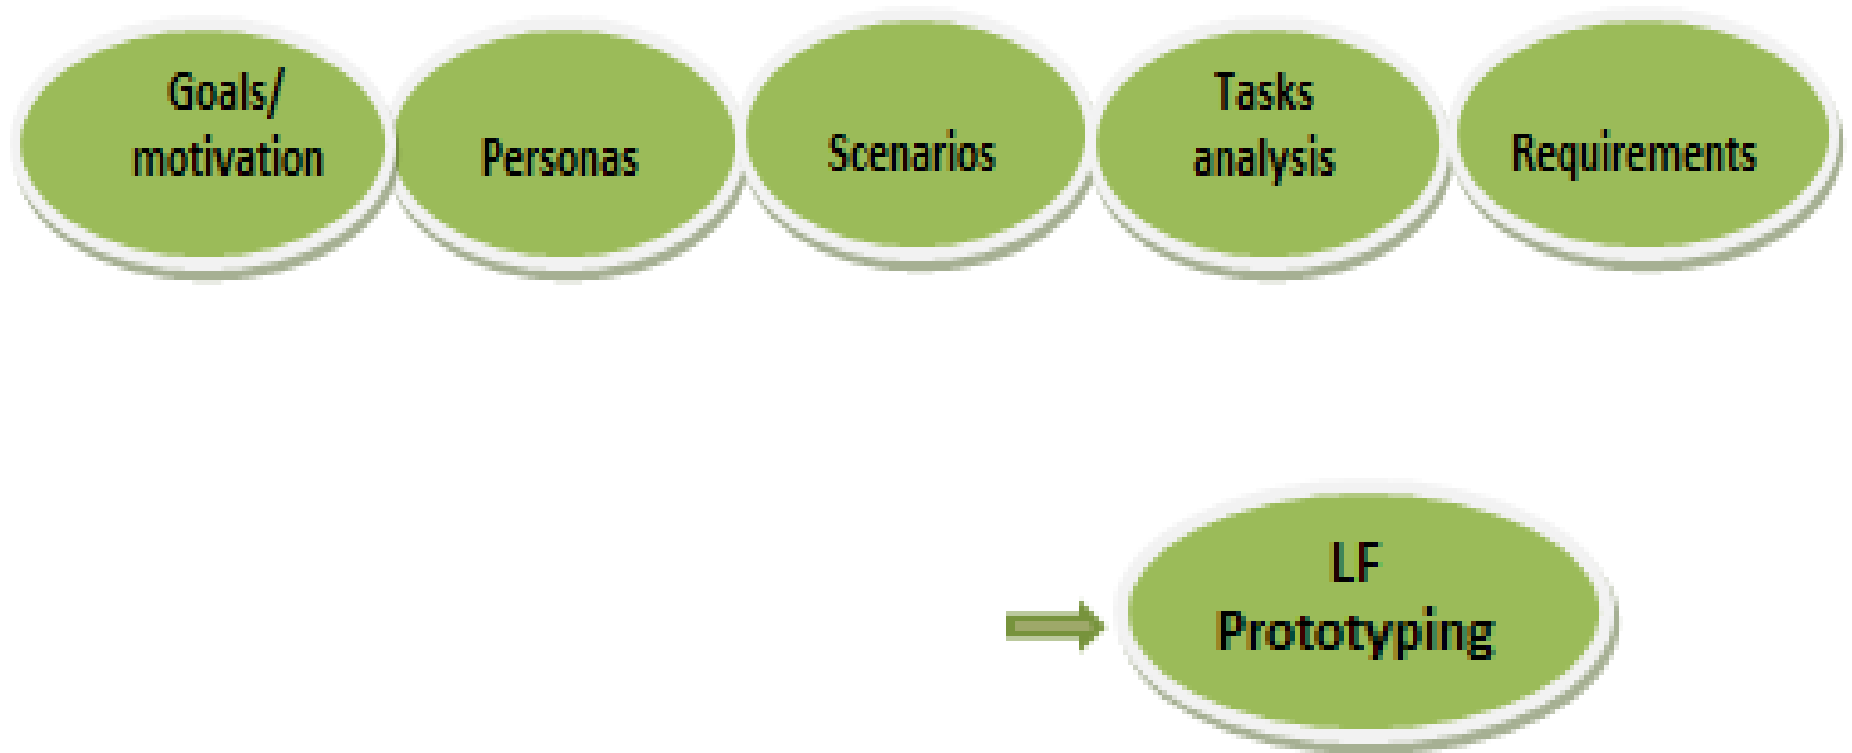 Goals/
motivation
Personas
Scenarios
Tasks
analysis
Requirements
LF
Prototyping